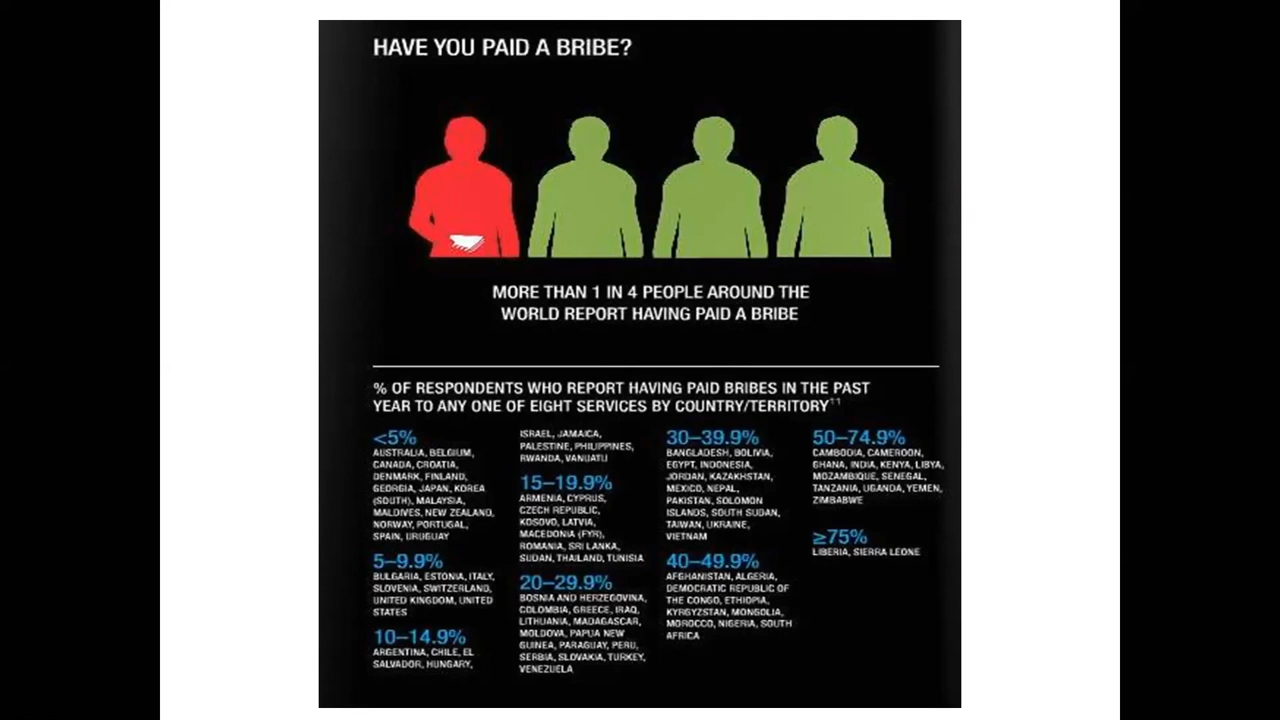 HAVE YOU PAID A BRIBE?
MORE THAN 1 IN 4 PEOPLE AROUND THE
WORLD REPORT HAVING PAID A BRIBE
% OF RESPONDENTS WHO REPORT HAVING PAID BRIBES IN THE PAST
YEAR TO ANY ONE OF EIGHT SERVICES BY COUNTRY/TERRITORY¹¹
<5%
AUSTRALIA, BELGIUM,
CANADA, CROATIA,
DENMARK, FINLAND,
GEORGIA, JAPAN, KOREA
(SOUTH), MALAYSIA,
MALDIVES, NEW ZEALAND,
NORWAY, PORTUGAL,
SPAIN, URUGUAY
5–9.9%
BULGARIA, ESTONIA, ITALY,
SLOVENIA, SWITZERLAND,
UNITED KINGDOM, UNITED
STATES
10–14.9%
ARGENTINA, CHILE, EL
SALVADOR, HUNGARY,
ISRAEL, JAMAICA,
PALESTINE, PHILIPPINES,
RWANDA, VANUATU
15–19.9%
ARMENIA, CYPRUS,
CZECH REPUBLIC,
KOSOVO, LATVIA,
MACEDONIA (FYR),
ROMANIA, SRI LANKA,
SUDAN, THAILAND, TUNISIA
20–29.9%
BOSNIA AND HERZEGOVINA,
COLOMBIA, GREECE, IRAQ,
LITHUANIA, MADAGASCAR,
MOLDOVA, PAPUA NEW
GUINEA, PARAGUAY, PERU,
SERBIA, SLOVAKIA, TURKEY,
VENEZUELA
30–39.9%
BANGLADESH, BOLIVIA,
EGYPT, INDONESIA,
JORDAN, KAZAKHSTAN,
MEXICO, NEPAL,
PAKISTAN, SOLOMON
ISLANDS, SOUTH SUDAN,
TAIWAN, UKRAINE,
VIETNAM
40–49.9%
AFGHANISTAN, ALGERIA,
DEMOCRATIC REPUBLIC OF
THE CONGO, ETHIOPIA,
KYRGYZSTAN, MONGOLIA,
MOROCCO, NIGERIA, SOUTH
AFRICA
50–74.9%
CAMBODIA, CAMEROON,
GHANA, INDIA, KENYA, LIBYA,
MOZAMBIQUE, SENEGAL,
TANZANIA, UGANDA, YEMEN,
ZIMBABWE
≥75%
LIBERIA, SIERRA LEONE